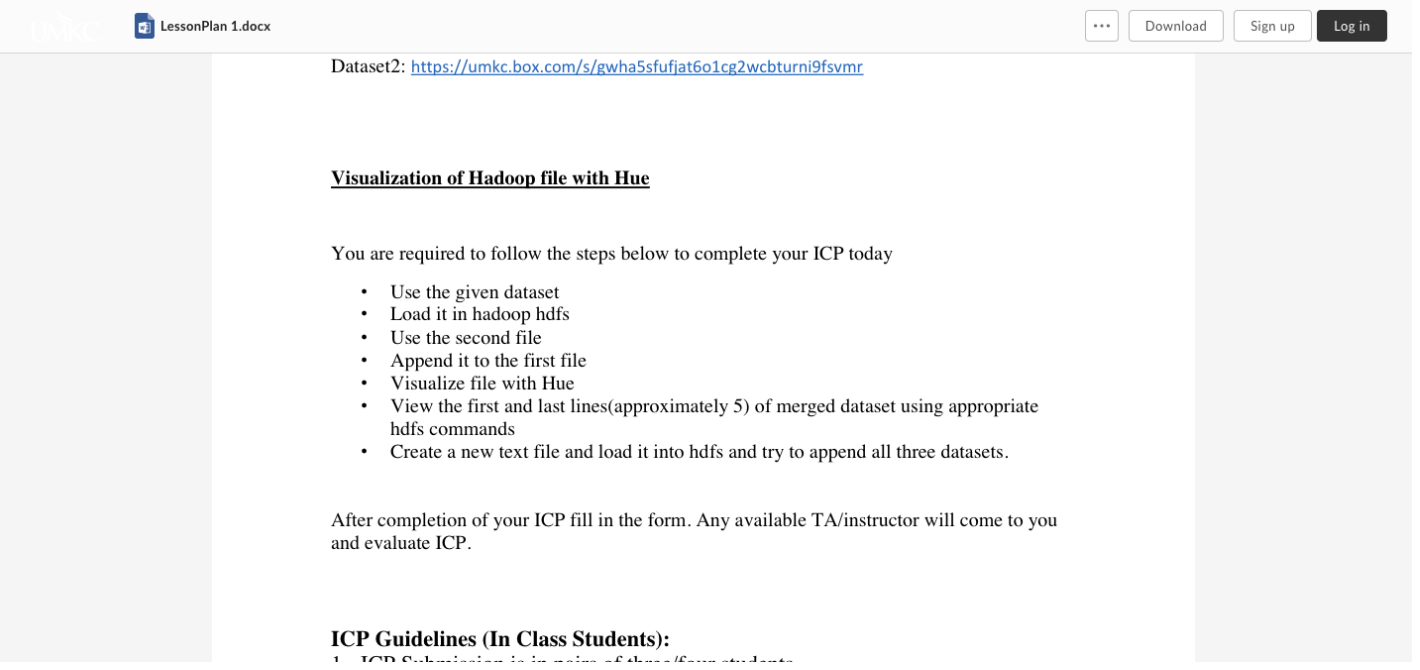 UMKC
LessonPlan 1.docx
Download
Sign up
Log in
Dataset2: https://umkc.box.com/s/gwha5sfufjat6o1cg2wcbturni9fsvmr
Visualization of Hadoop file with Hue
You are required to follow the steps below to complete your ICP today
• Use the given dataset
• Load it in hadoop hdfs
• Use the second file
• Append it to the first file
• Visualize file with Hue
• View the first and last lines(approximately 5) of merged dataset using appropriate
hdfs commands
• Create a new text file and load it into hdfs and try to append all three datasets.
After completion of your ICP fill in the form. Any available TA/instructor will come to you
and evaluate ICP.
ICP Guidelines (In Class Students):
1. ICP Submission is in pairs of three/four students